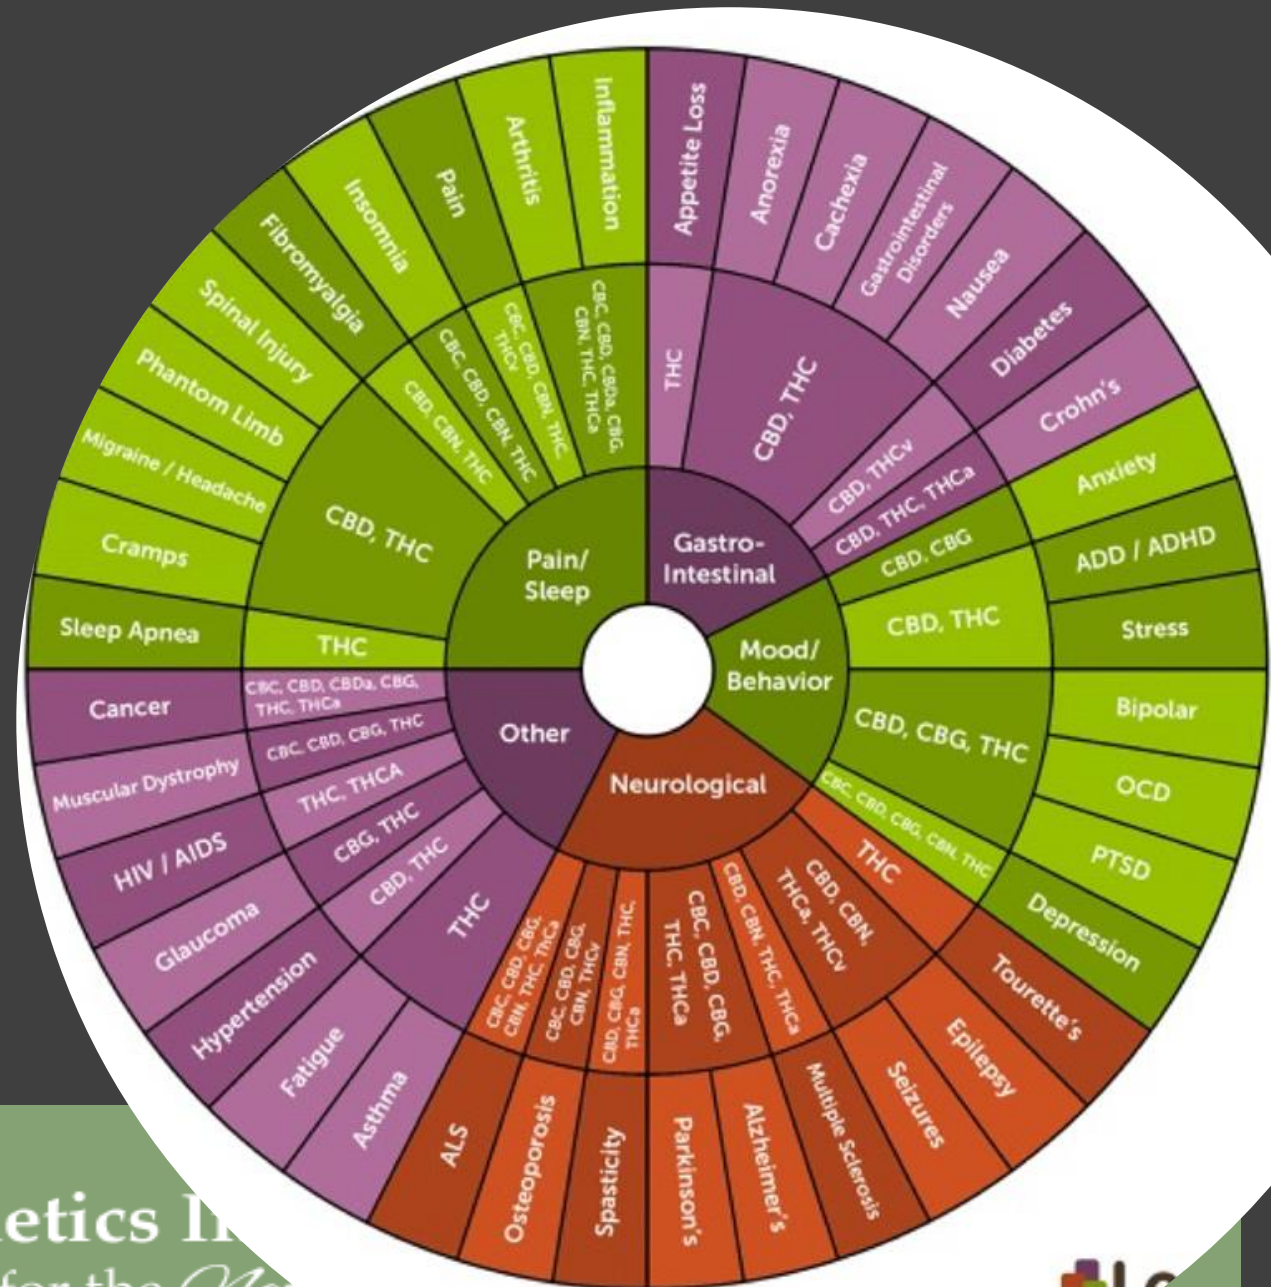 Gastro-
Intestinal
THC
Appetite Loss
CBD, THC
Anorexia
Cachexia
Gastrointestinal
Disorders
Nausea
CBD, THCv
Diabetes
CBD, THC, THCa
Crohn's
Mood/
Behavior
CBD, CBG
Anxiety
CBD, THC
ADD / ADHD
Stress
CBD, CBG, THC
Bipolar
OCD
PTSD
CBC, CBD, CBG, CBN, THC
Depression
Neurological
THC
Tourette's
CBD, CBN,
THCa, THCv
Epilepsy
Seizures
CBD, CBN, THC, THCa
Multiple Sclerosis
CBC, CBD, CBG,
THC, THCa
Alzheimer's
Parkinson's
CBD, CBG, CBN, THC,
THCa
Spasticity
CBC, CBD, CBG,
CBN, THCv
Osteoporosis
CBC, CBD, CBG,
CBN, THC, THCa
ALS
Other
THC
Asthma
Fatigue
CBD, THC
Hypertension
CBG, THC
Glaucoma
THC, THCA
HIV / AIDS
CBC, CBD, CBG, THC
Muscular Dystrophy
CBC, CBD, CBDa, CBG,
THC, THCa
Cancer
Pain/
Sleep
THC
Sleep Apnea
CBD, THC
Cramps
Migraine / Headache
Phantom Limb
Spinal Injury
CBD, CBN, THC
Fibromyalgia
CBC, CBD, CBN, THC
Insomnia
CBC, CBD, CBN, THC,
THCv
Pain
CBC, CBD, CBDa, CBG,
CBN, THC, THCa
Arthritis
Inflammation
etics
for the